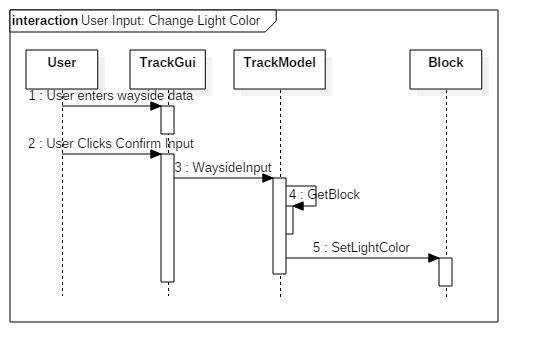 interaction User Input: Change Light Color
User TrackGui TrackModel Block
1 : User enters wayside data
2 : User Clicks Confirm Input
3 : WaysideInput
4 : GetBlock
5 : SetLightColor